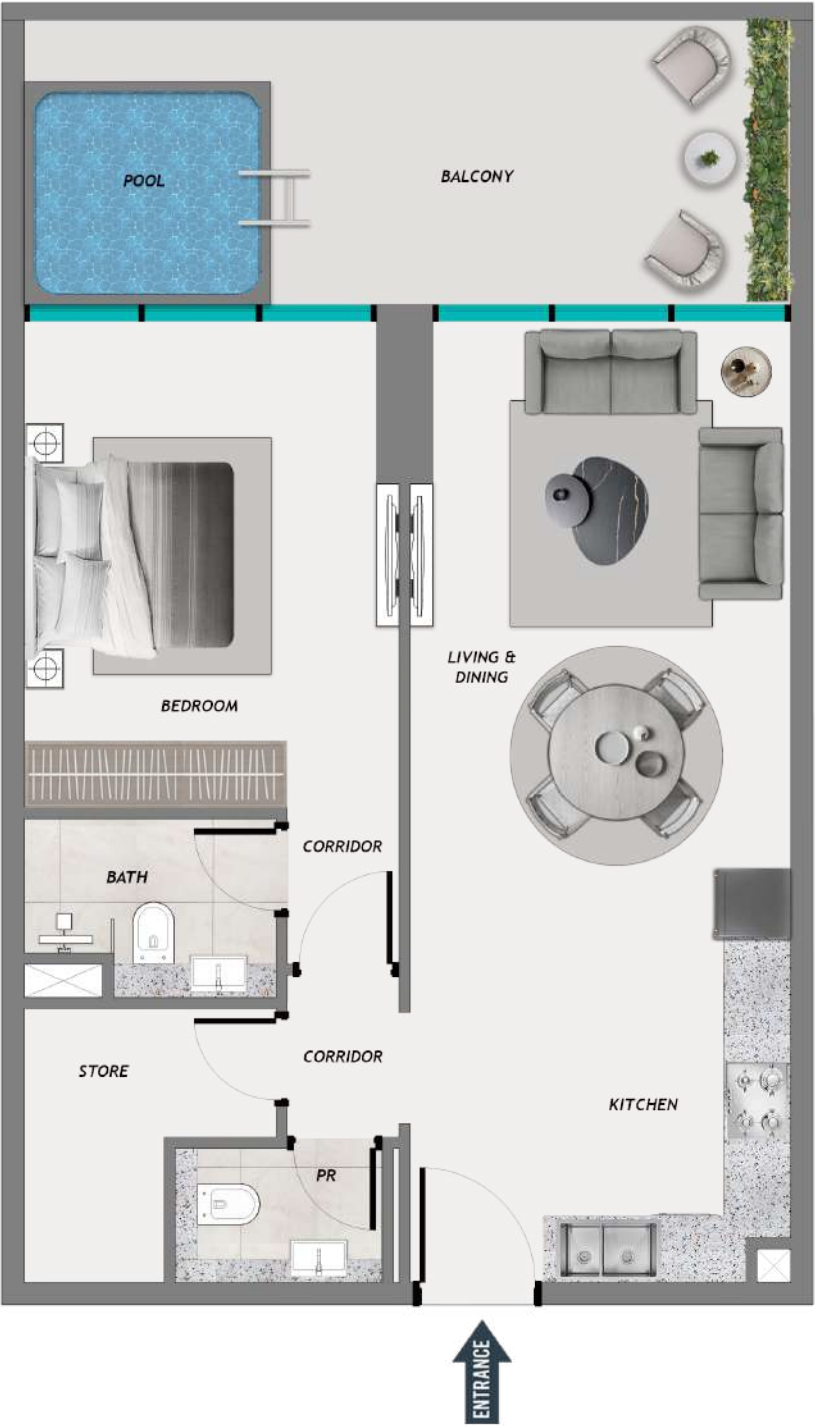 POOL
BALCONY
LIVING &
DINING
BEDROOM
CORRIDOR
BATH
CORRIDOR
STORE
KITCHEN
PR
ENTRANCE